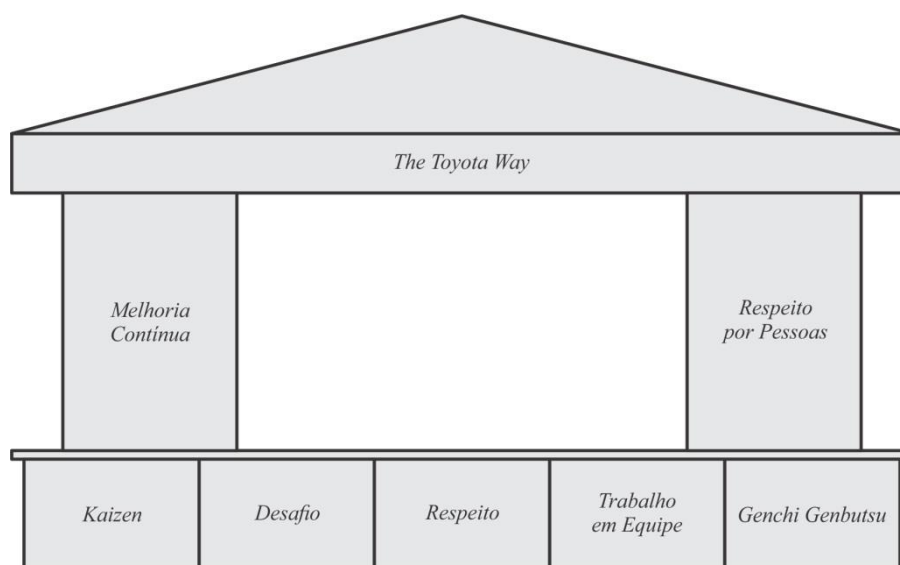 The Toyota Way
Melhoria
Contínua
Respeito
por Pessoas
Kaizen
Desafio
Respeito
Trabalho
em Equipe
Genchi Genbutsu